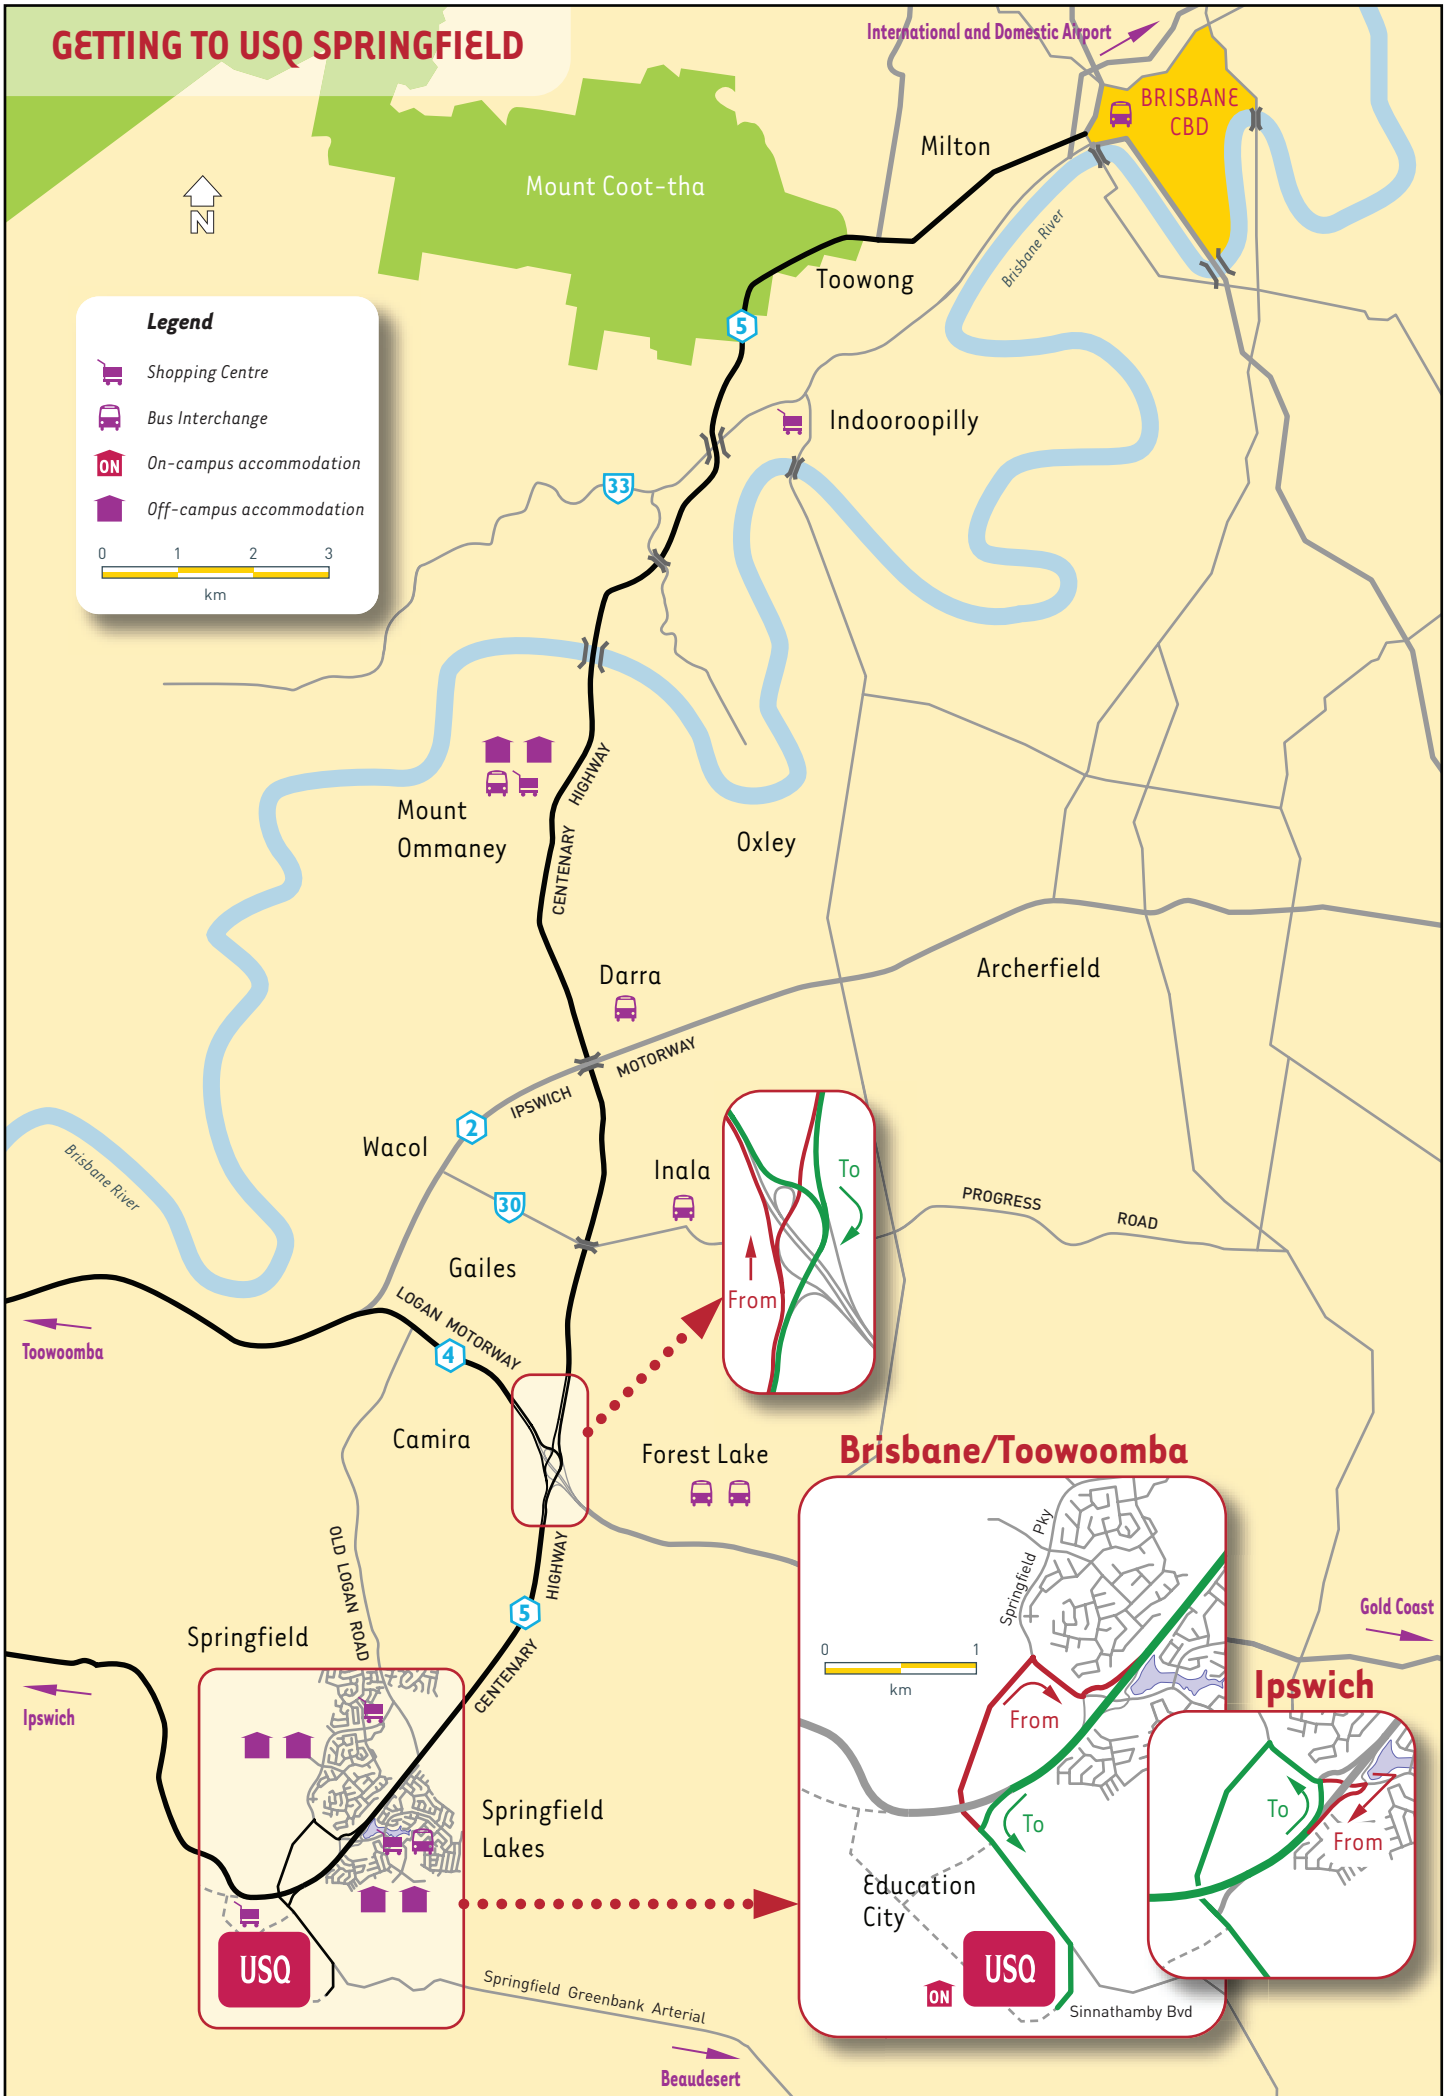 GETTING TO USQ SPRINGFIELD
International and Domestic Airport
BRISBANE
CBD
Milton
Mount Coot-tha
N
Brisbane River
Toowong
5
Legend
Shopping Centre
Bus Interchange
ON
On-campus accommodation
Off-campus accommodation
0 1 2 3
km
Indooroopilly
33
Mount
Ommaney
CENTENARY HIGHWAY
Oxley
Darra
Archerfield
IPSWICH MOTORWAY
2
Wacol
Brisbane River
Inala
30
To
From
PROGRESS ROAD
Gailes
LOGAN MOTORWAY
4
Toowoomba
Camira
Forest Lake
Brisbane/Toowoomba
OLD LOGAN ROAD
CENTENARY HIGHWAY
5
Springfield
Springfield Pky
0 1
km
From
To
Gold Coast
Ipswich
Ipswich
To
From
Springfield
Lakes
Education
City
USQ
USQ
ON
Sinnathamby Bvd
Springfield Greenbank Arterial
Beaudesert